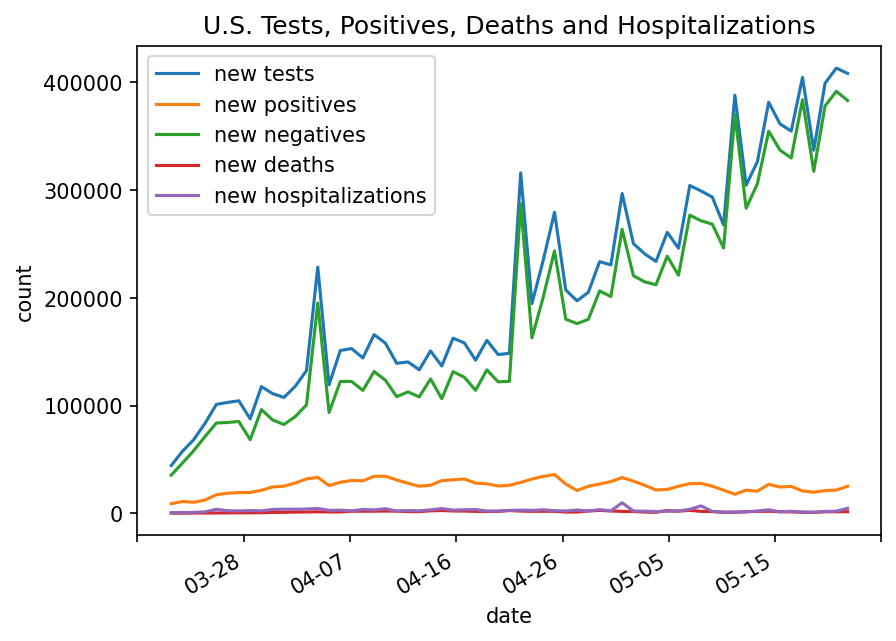 U.S. Tests, Positives, Deaths and Hospitalizations
new tests
new positives
new negatives
new deaths
new hospitalizations
400000
300000
200000
100000
0
count
03-28
04-07
04-16
04-26
05-05
05-15
date